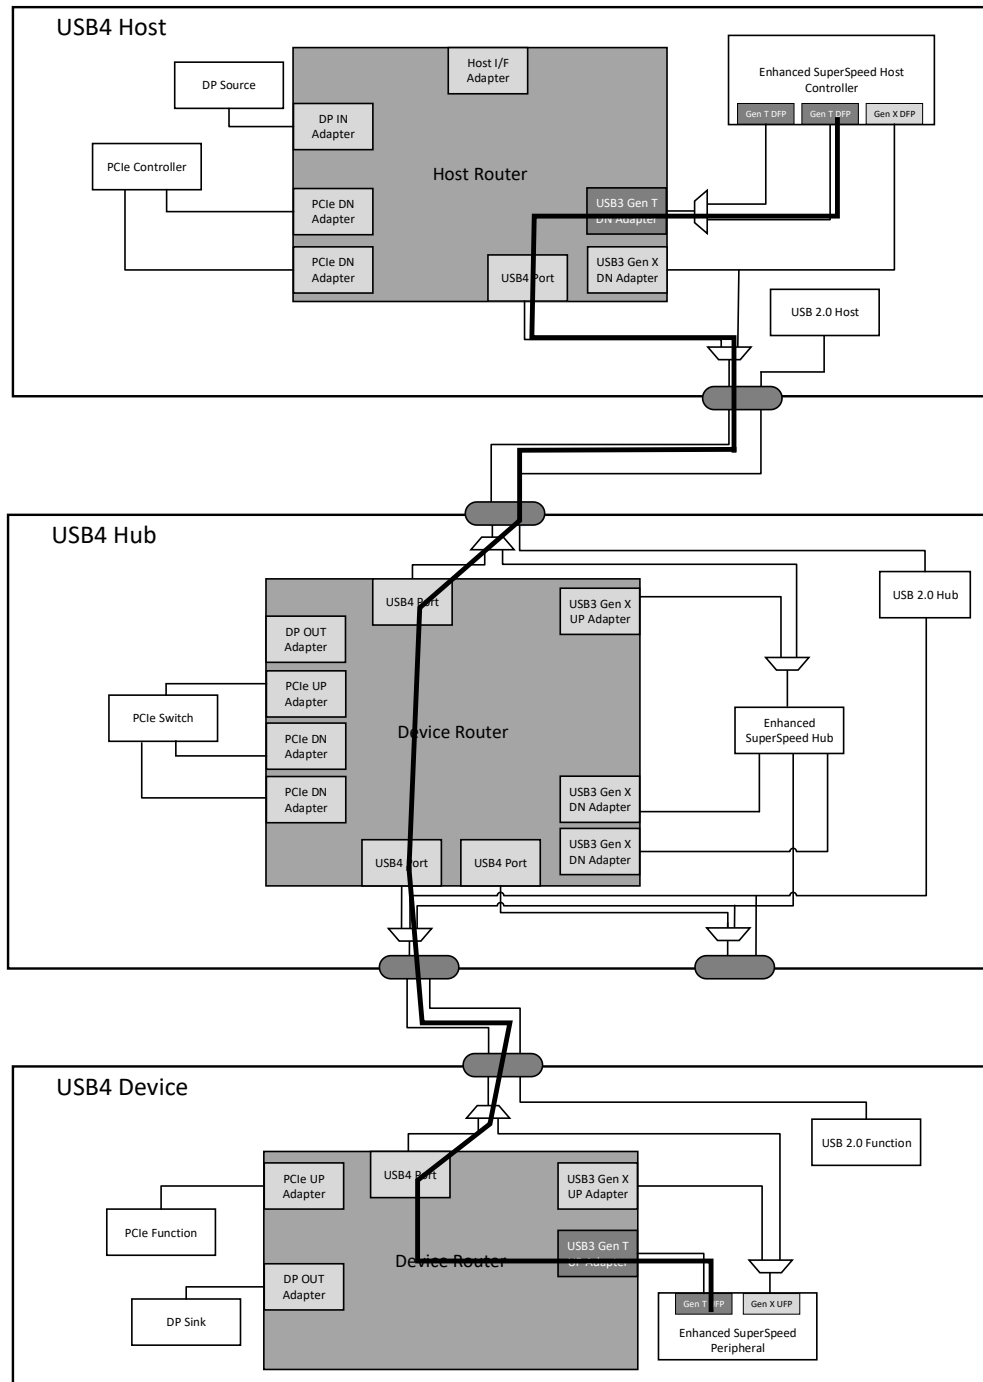 USB4 Host
Host I/F
Adapter
DP Source
Enhanced SuperSpeed Host
Controller
Gen T DFP
Gen T DFP
Gen X DFP
DP IN
Adapter
PCIe Controller
Host Router
PCIe DN
Adapter
USB3 Gen T
DN Adapter
PCIe DN
Adapter
USB4 Port
USB3 Gen X
DN Adapter
USB 2.0 Host
USB4 Hub
USB4 Port
USB3 Gen X
UP Adapter
USB 2.0 Hub
DP OUT
Adapter
PCIe UP
Adapter
PCIe Switch
Device Router
Enhanced
SuperSpeed Hub
PCIe DN
Adapter
PCIe DN
Adapter
USB3 Gen X
DN Adapter
USB3 Gen X
DN Adapter
USB4 Port
USB4 Port
USB4 Device
USB 2.0 Function
USB4 Port
PCIe UP
Adapter
USB3 Gen X
UP Adapter
PCIe Function
USB3 Gen T
UP Adapter
Device Router
DP OUT
Adapter
DP Sink
Gen T UFP
Gen X UFP
Enhanced SuperSpeed
Peripheral